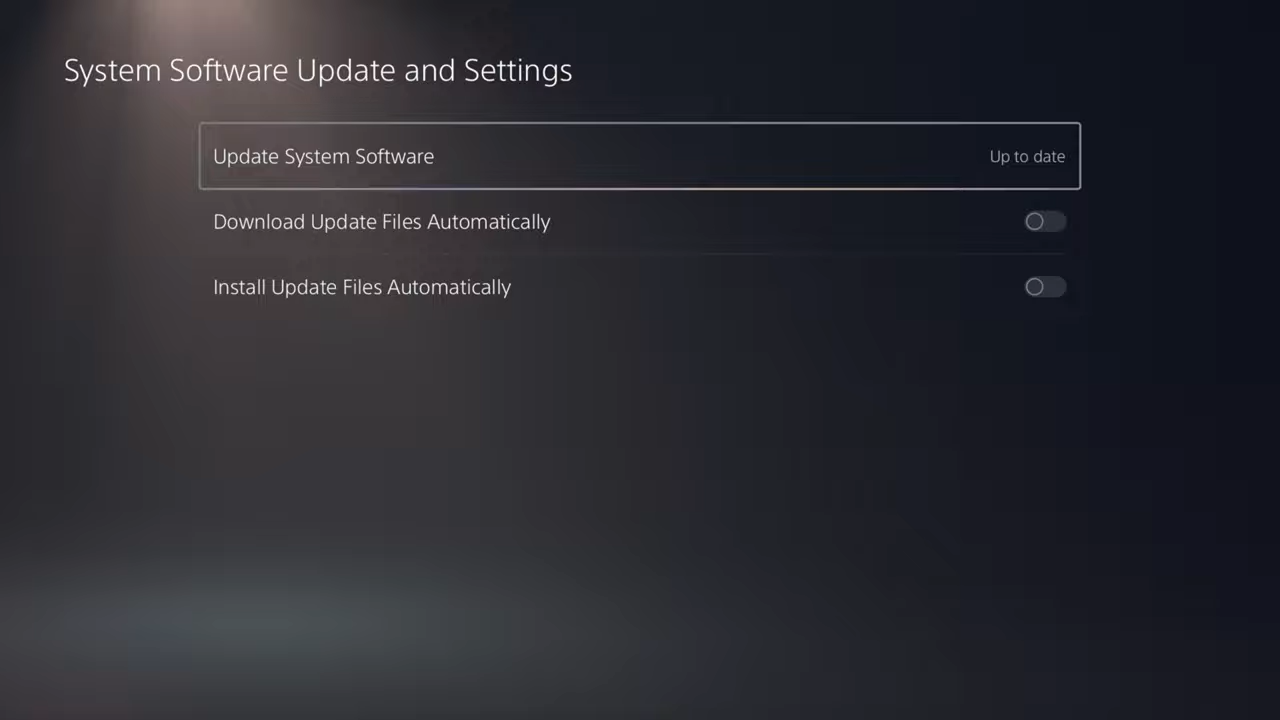 System Software Update and Settings
Update System Software Up to date
Download Update Files Automatically
Install Update Files Automatically